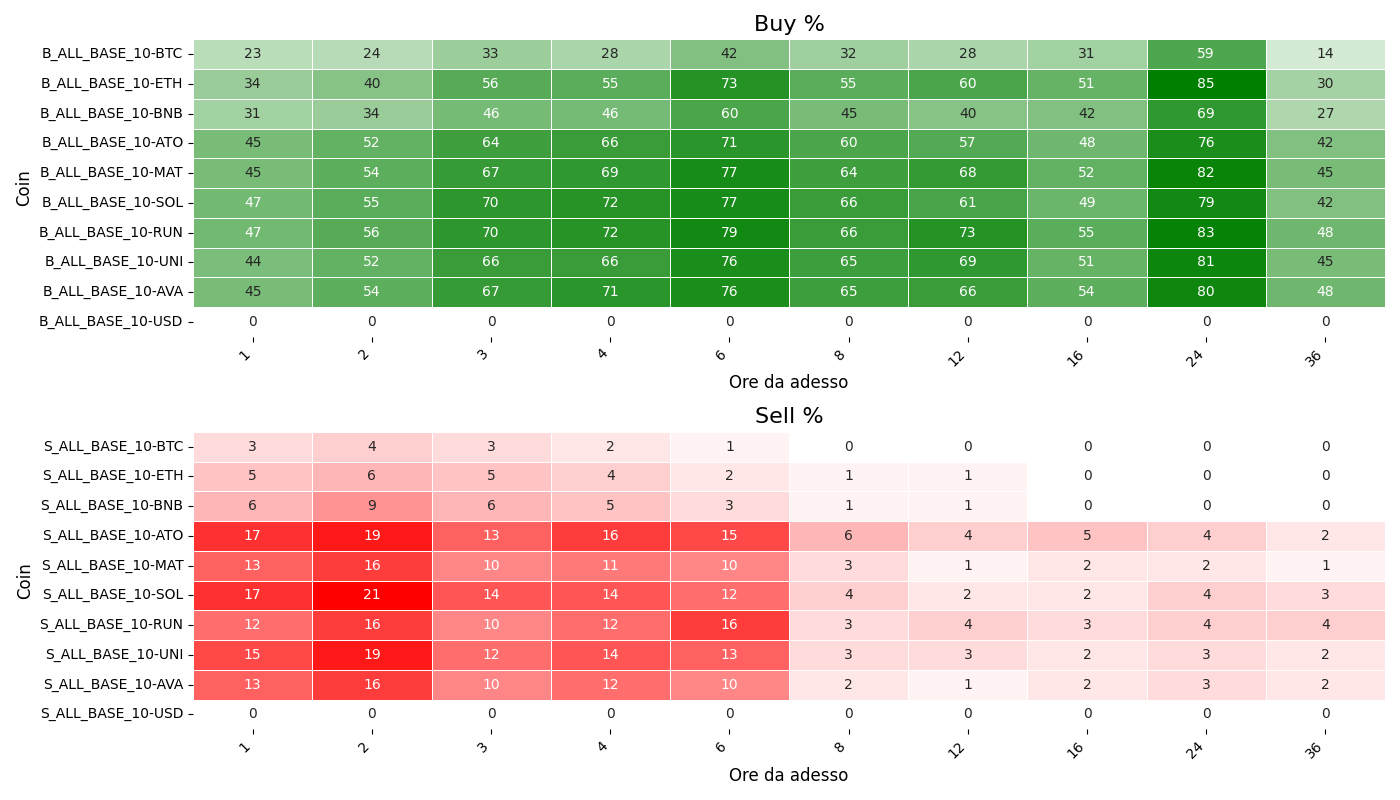 Buy %
Coin
B_ALL_BASE_10-BTC 23 24 33 28 42 32 28 31 59 14
B_ALL_BASE_10-ETH 34 40 56 55 73 55 60 51 85 30
B_ALL_BASE_10-BNB 31 34 46 46 60 45 40 42 69 27
B_ALL_BASE_10-ATO 45 52 64 66 71 60 57 48 76 42
B_ALL_BASE_10-MAT 45 54 67 69 77 64 68 52 82 45
B_ALL_BASE_10-SOL 47 55 70 72 77 66 61 49 79 42
B_ALL_BASE_10-RUN 47 56 70 72 79 66 73 55 83 48
B_ALL_BASE_10-UNI 44 52 66 66 76 65 69 51 81 45
B_ALL_BASE_10-AVA 45 54 67 71 76 65 66 54 80 48
B_ALL_BASE_10-USD 0 0 0 0 0 0 0 0 0 0
1 2 3 4 6 8 12 16 24 36
Ore da adesso
Sell %
Coin
S_ALL_BASE_10-BTC 3 4 3 2 1 0 0 0 0 0
S_ALL_BASE_10-ETH 5 6 5 4 2 1 1 0 0 0
S_ALL_BASE_10-BNB 6 9 6 5 3 1 1 0 0 0
S_ALL_BASE_10-ATO 17 19 13 16 15 6 4 5 4 2
S_ALL_BASE_10-MAT 13 16 10 11 10 3 1 2 2 1
S_ALL_BASE_10-SOL 17 21 14 14 12 4 2 2 4 3
S_ALL_BASE_10-RUN 12 16 10 12 16 3 4 3 4 4
S_ALL_BASE_10-UNI 15 19 12 14 13 3 3 2 3 2
S_ALL_BASE_10-AVA 13 16 10 12 10 2 1 2 3 2
S_ALL_BASE_10-USD 0 0 0 0 0 0 0 0 0 0
1 2 3 4 6 8 12 16 24 36
Ore da adesso